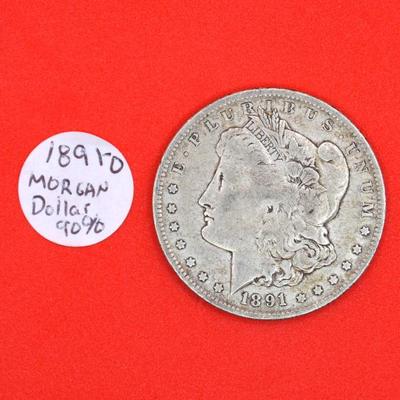 1891-O
MORGAN
Dollar
90%
E·PLURIBUS·UNUM
LIBERTY
1891